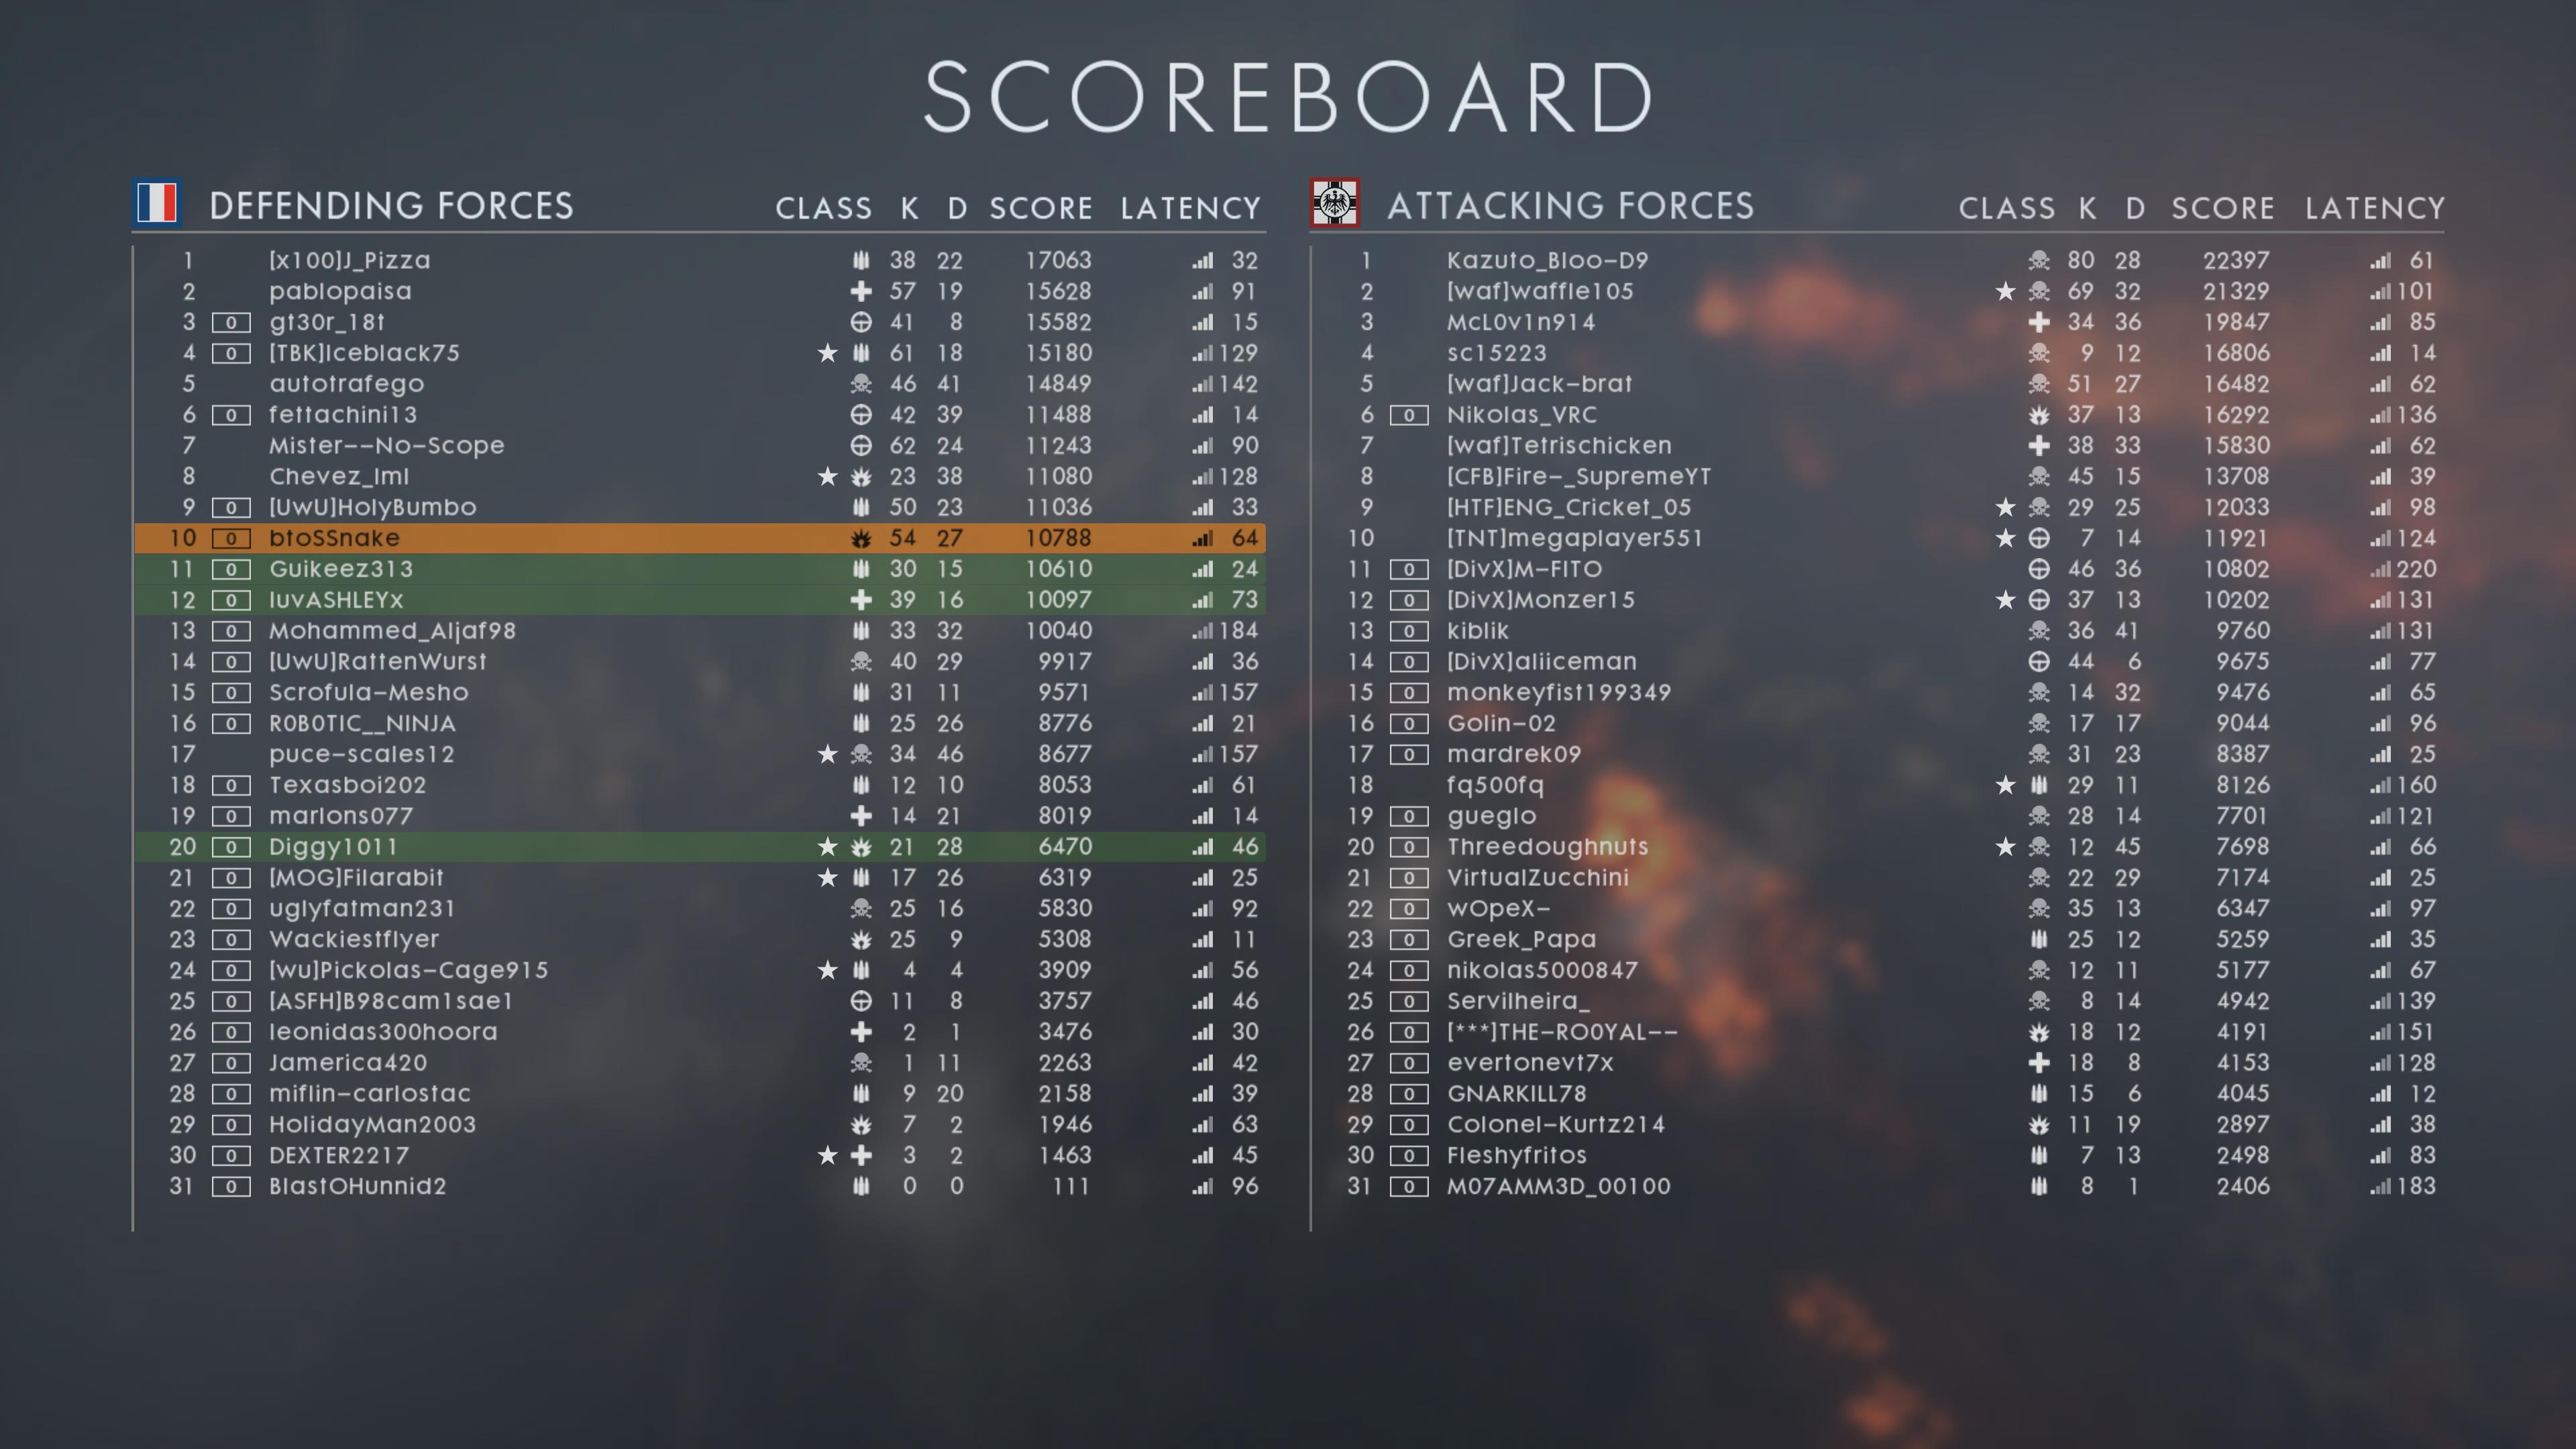 SCOREBOARD
DEFENDING FORCES CLASS K D SCORE LATENCY
1 [x100]J_Pizza 38 22 17063 32
2 pablopaisa 57 19 15628 91
3 0 gt30r_18t 41 8 15582 15
4 0 [TBK]Iceblack75 61 18 15180 129
5 autotrafego 46 41 14849 142
6 0 fettachini13 42 39 11488 14
7 Mister--No-Scope 62 24 11243 90
8 Chevez_Iml 23 38 11080 128
9 0 [UwU]HolyBumbo 50 23 11036 33
10 0 btoSSnake 54 27 10788 64
11 0 Guikeez313 30 15 10610 24
12 0 luvASHLEYx 39 16 10097 73
13 0 Mohammed_Aljaf98 33 32 10040 184
14 0 [UwU]RattenWurst 40 29 9917 36
15 0 Scrofula-Mesho 31 11 9571 157
16 0 R0B0TIC__NINJA 25 26 8776 21
17 puce-scales12 34 46 8677 157
18 0 Texasboi202 12 10 8053 61
19 0 marlons077 14 21 8019 14
20 0 Diggy1011 21 28 6470 46
21 0 [MOG]Filarabit 17 26 6319 25
22 0 uglyfatman231 25 16 5830 92
23 0 Wackiestflyer 25 9 5308 11
24 0 [wu]Pickolas-Cage915 4 4 3909 56
25 0 [ASFH]B98cam1sae1 11 8 3757 46
26 0 leonidas300hoora 2 1 3476 30
27 0 Jamerica420 1 11 2263 42
28 0 miflin-carlostac 9 20 2158 39
29 0 HolidayMan2003 7 2 1946 63
30 0 DEXTER2217 3 2 1463 45
31 0 BlastOHunnid2 0 0 111 96
ATTACKING FORCES CLASS K D SCORE LATENCY
1 Kazuto_Bloo-D9 80 28 22397 61
2 [waf]waffle105 69 32 21329 101
3 McL0v1n914 34 36 19847 85
4 sc15223 9 12 16806 14
5 [waf]Jack-brat 51 27 16482 62
6 0 Nikolas_VRC 37 13 16292 136
7 [waf]Tetrischicken 38 33 15830 62
8 [CFB]Fire-_SupremeYT 45 15 13708 39
9 [HTF]ENG_Cricket_05 29 25 12033 98
10 [TNT]megaplayer551 7 14 11921 124
11 0 [DivX]M-FITO 46 36 10802 220
12 0 [DivX]Monzer15 37 13 10202 131
13 0 kiblik 36 41 9760 131
14 0 [DivX]aliiceman 44 6 9675 77
15 0 monkeyfist199349 14 32 9476 65
16 0 Golin-02 17 17 9044 96
17 0 mardrek09 31 23 8387 25
18 fq500fq 29 11 8126 160
19 0 gueglo 28 14 7701 121
20 0 Threedoughnuts 12 45 7698 66
21 0 VirtualZucchini 22 29 7174 25
22 0 wOpeX- 35 13 6347 97
23 0 Greek_Papa 25 12 5259 35
24 0 nikolas5000847 12 11 5177 67
25 0 Servilheira_ 8 14 4942 139
26 0 [***]THE-RO0YAL-- 18 12 4191 151
27 0 evertonevt7x 18 8 4153 128
28 0 GNARKILL78 15 6 4045 12
29 0 Colonel-Kurtz214 11 19 2897 38
30 0 Fleshyfritos 7 13 2498 83
31 0 M07AMM3D_00100 8 1 2406 183